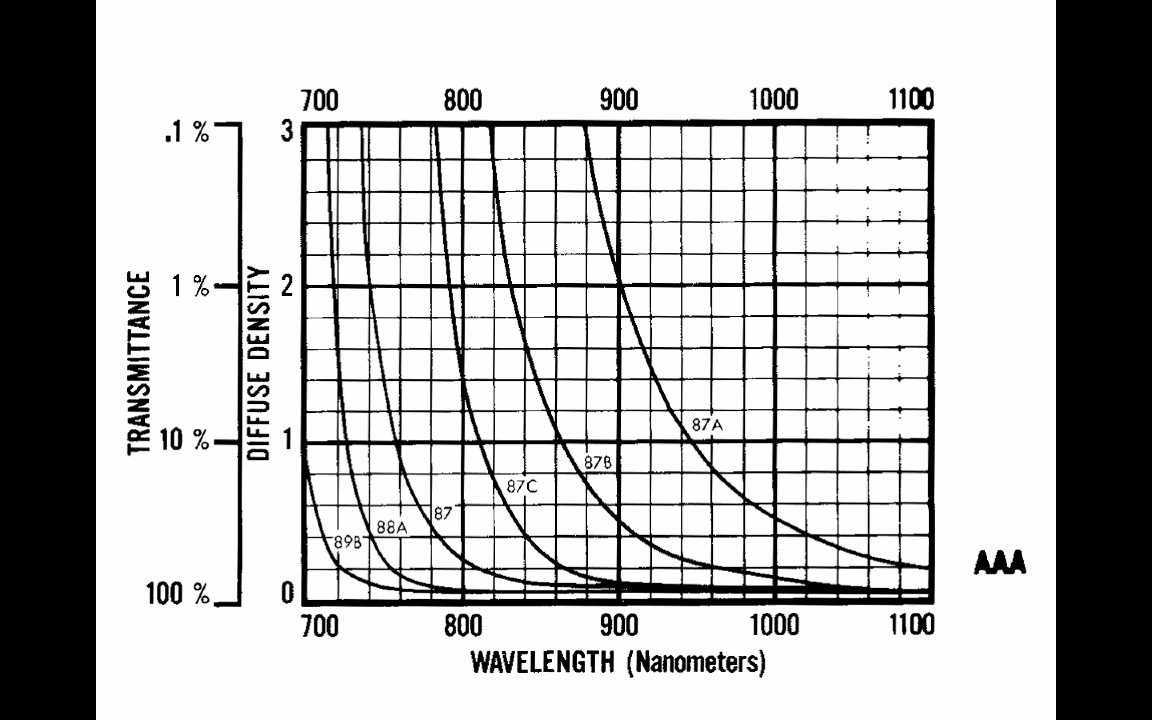 700 800 900 1000 1100
.1 % 3
1 % 2
10 % 1
100 % 0
TRANSMITTANCE
DIFFUSE DENSITY
87A
87B
87C
87
88A
89B
AAA
700 800 900 1000 1100
WAVELENGTH (Nanometers)